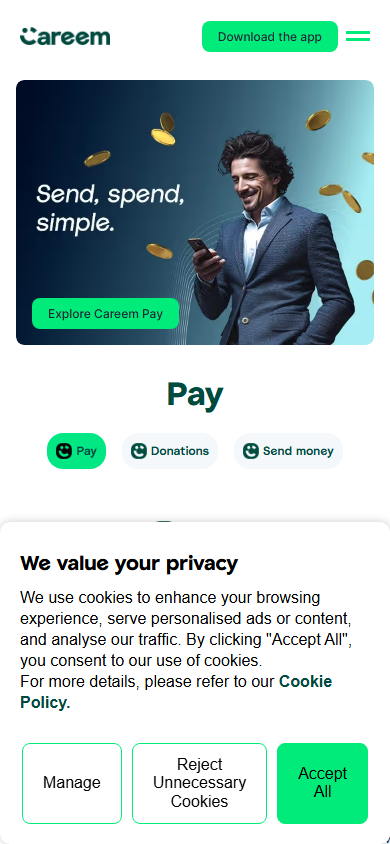 Careem
Download the app
Send, spend,
simple.
Explore Careem Pay
Pay
Pay
Donations
Send money
We value your privacy
We use cookies to enhance your browsing
experience, serve personalised ads or content,
and analyse our traffic. By clicking "Accept All",
you consent to our use of cookies.
For more details, please refer to our Cookie
Policy.
Manage
Reject
Unnecessary
Cookies
Accept
All